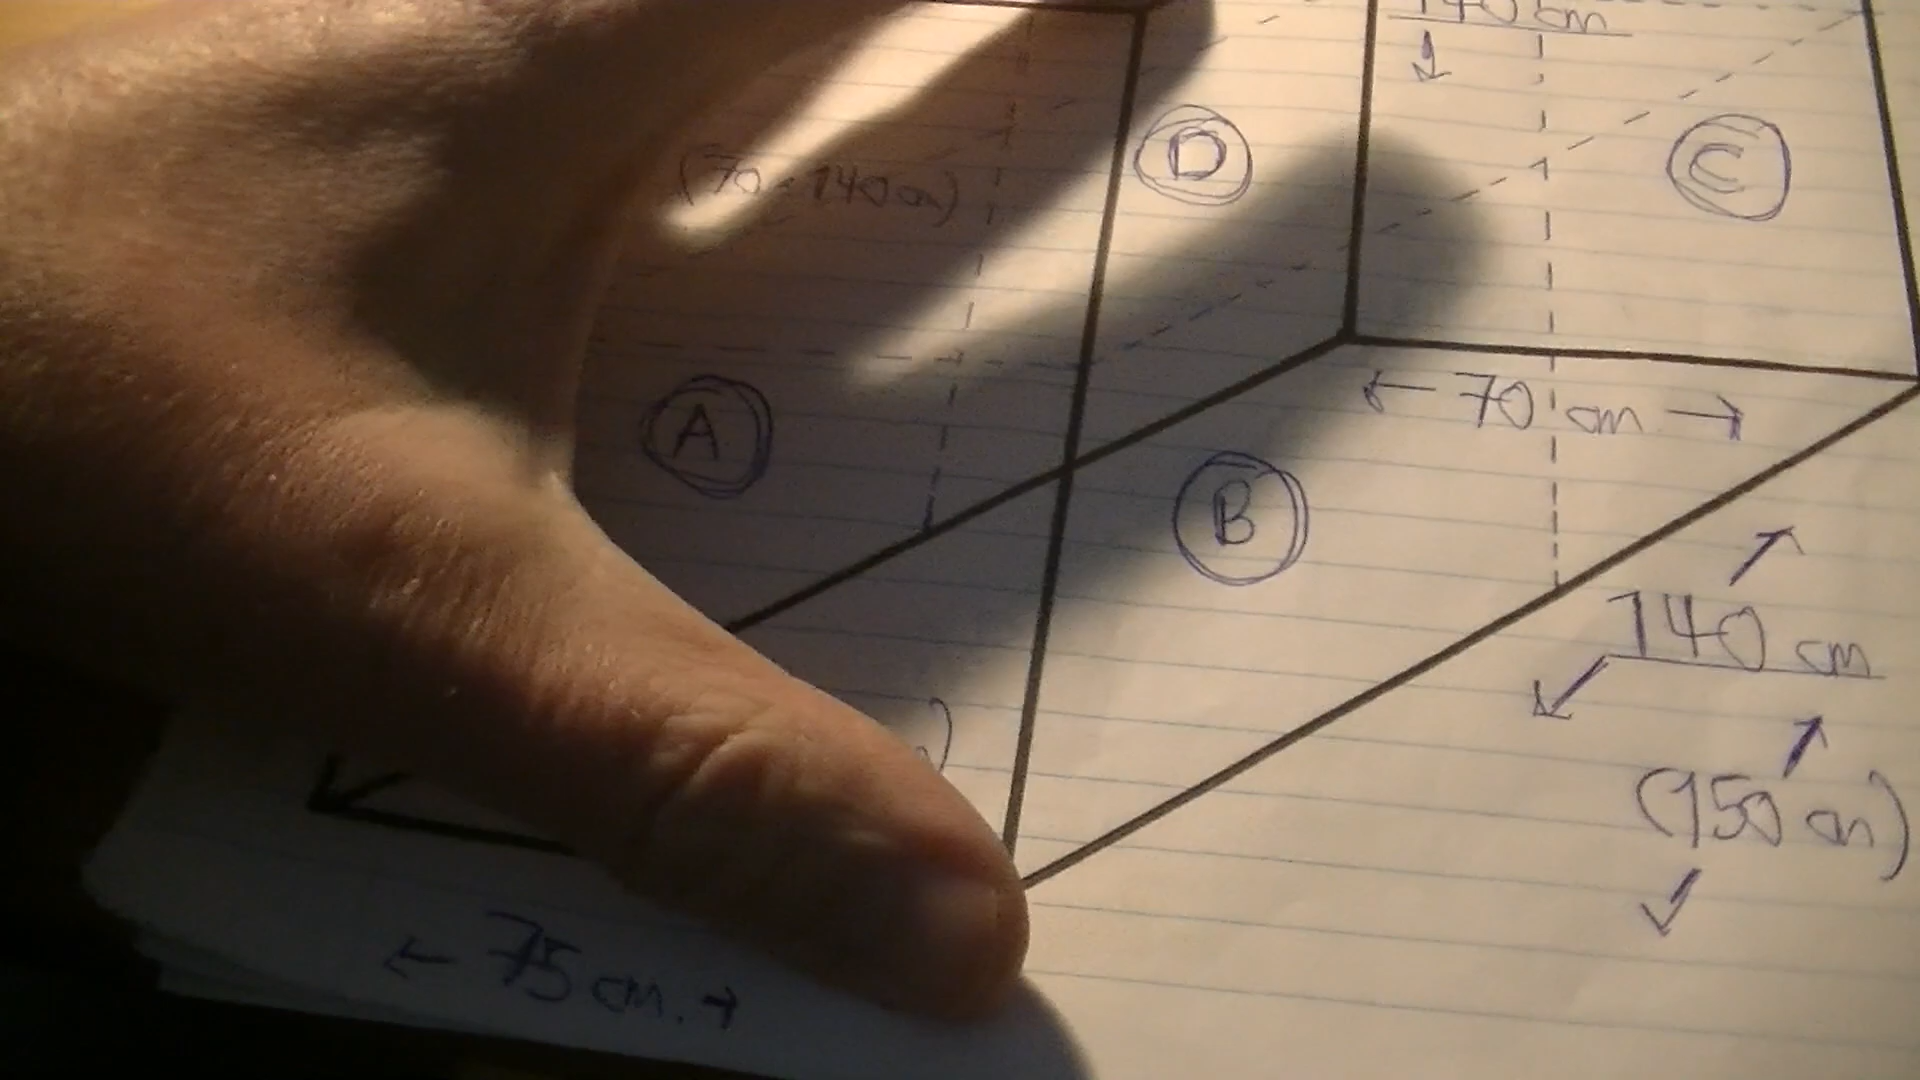 140 cm
D
C
(70 - 140 cm)
← 70 cm →
A
B
140 cm
(150 cm)
← 75 cm. →